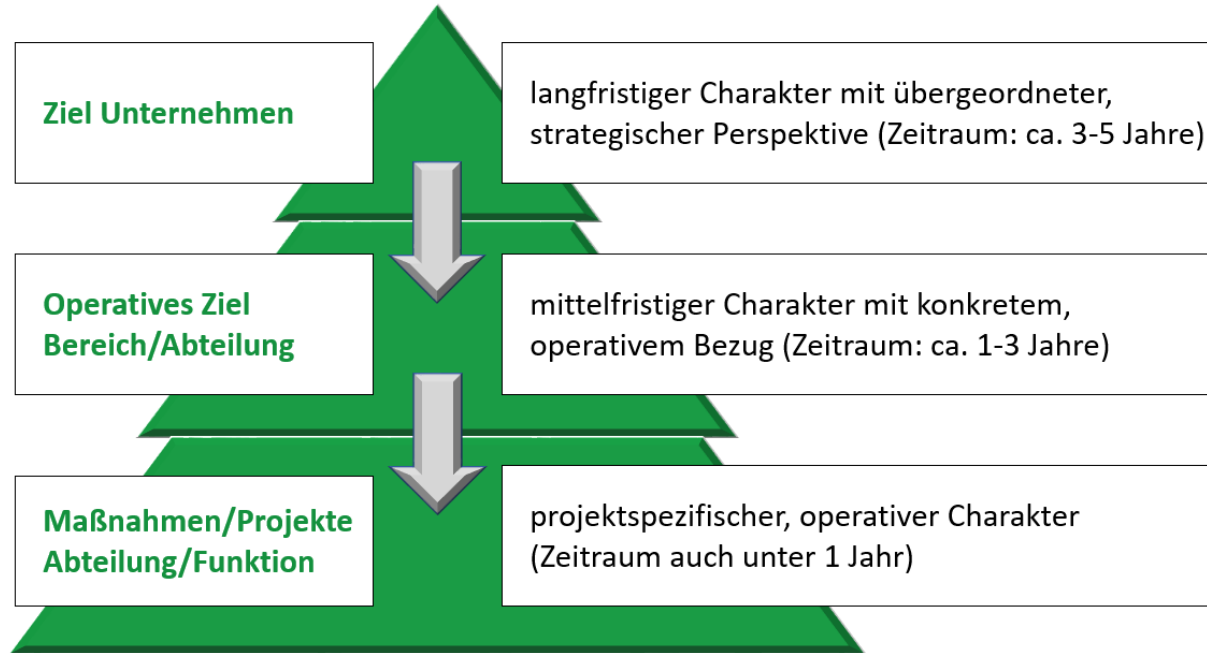 Ziel Unternehmen
langfristiger Charakter mit übergeordneter,
strategischer Perspektive (Zeitraum: ca. 3-5 Jahre)
Operatives Ziel
Bereich/Abteilung
mittelfristiger Charakter mit konkretem,
operativem Bezug (Zeitraum: ca. 1-3 Jahre)
Maßnahmen/Projekte
Abteilung/Funktion
projektspezifischer, operativer Charakter
(Zeitraum auch unter 1 Jahr)